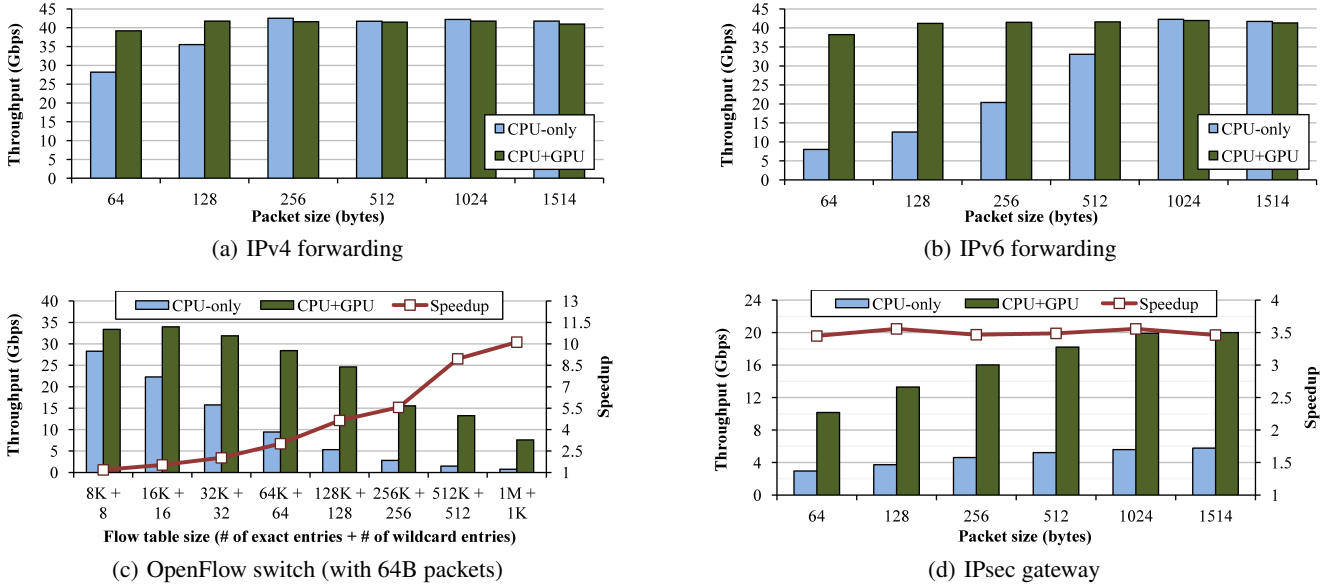 45
40
35
30
25
20
15
10
5
0
Throughput (Gbps)
CPU-only
CPU+GPU
64 128 256 512 1024 1514
Packet size (bytes)
(a) IPv4 forwarding
45
40
35
30
25
20
15
10
5
0
Throughput (Gbps)
CPU-only
CPU+GPU
64 128 256 512 1024 1514
Packet size (bytes)
(b) IPv6 forwarding
CPU-only CPU+GPU Speedup
40
35
30
25
20
15
10
5
0
Throughput (Gbps)
13
11.5
10
8.5
7
5.5
4
2.5
1
Speedup
8K + 16K + 32K + 64K + 128K + 256K + 512K + 1M +
8 16 32 64 128 256 512 1K
Flow table size (# of exact entries + # of wildcard entries)
(c) OpenFlow switch (with 64B packets)
CPU-only CPU+GPU Speedup
24
20
16
12
8
4
0
Throughput (Gbps)
4
3.5
3
2.5
2
1.5
1
Speedup
64 128 256 512 1024 1514
Packet size (bytes)
(d) IPsec gateway